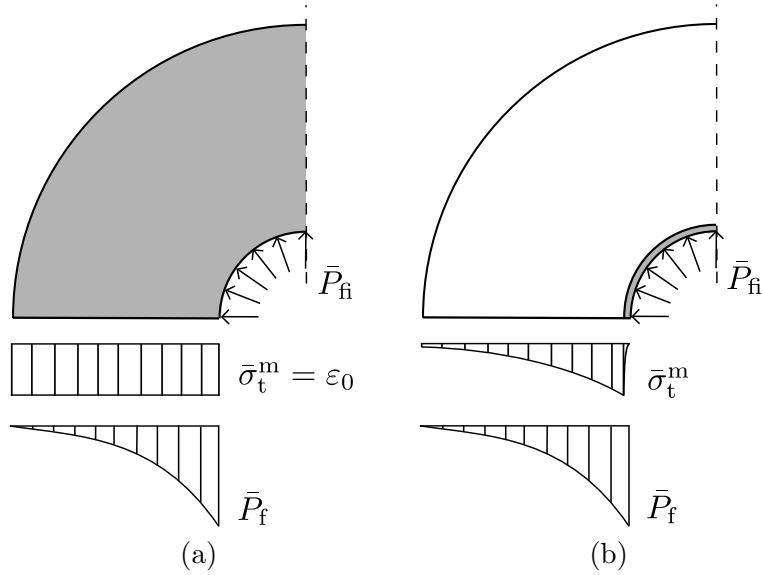 P̄_fi
P̄_fi
σ̄_t^m = ε_0
σ̄_t^m
P̄_f
P̄_f
(a)
(b)